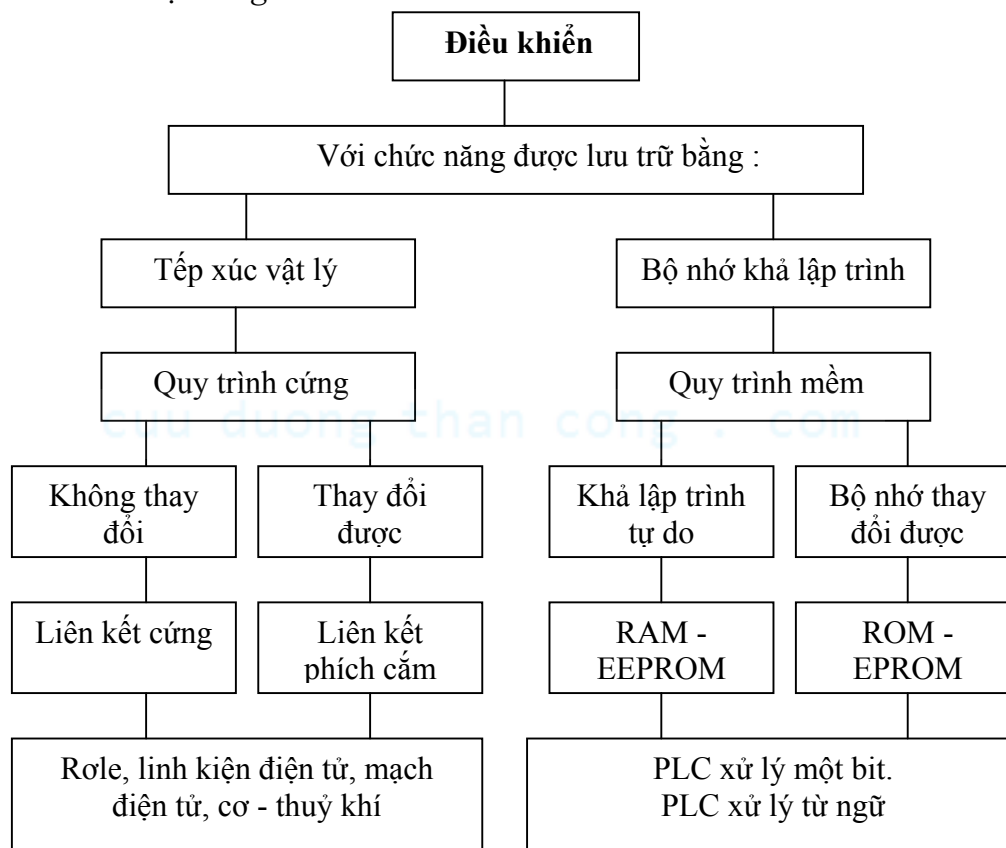 Điều khiển
Với chức năng được lưu trữ bằng :
Tếp xúc vật lý
Bộ nhớ khả lập trình
Quy trình cứng
Quy trình mềm
cuu duong than cong . com
Không thay
đổi
Thay đổi
được
Khả lập trình
tự do
Bộ nhớ thay
đổi được
Liên kết cứng
Liên kết
phích cắm
RAM -
EEPROM
ROM -
EPROM
Rơle, linh kiện điện tử, mạch
điện tử, cơ - thuỷ khí
PLC xử lý một bit.
PLC xử lý từ ngữ